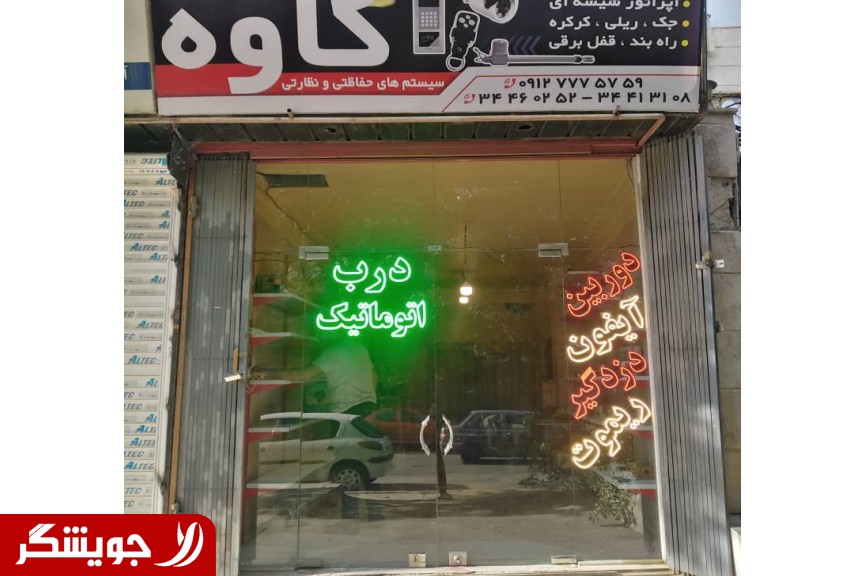 اپراتور شیشه ای
جک ، ریلی ، کرکره
راه بند ، قفل برقی
کاوه
سیستم های حفاظتی و نظارتی
۰۹۱۲ ۷۷۷ ۵۷ ۵۹
۳۴ ۴۶ ۰۲ ۵۲ – ۳۴ ۴۱ ۳۱ ۰۸
درب
اتوماتیک
دوربین
آیفون
دزدگیر
ریموت
ALTEC
جویشگر